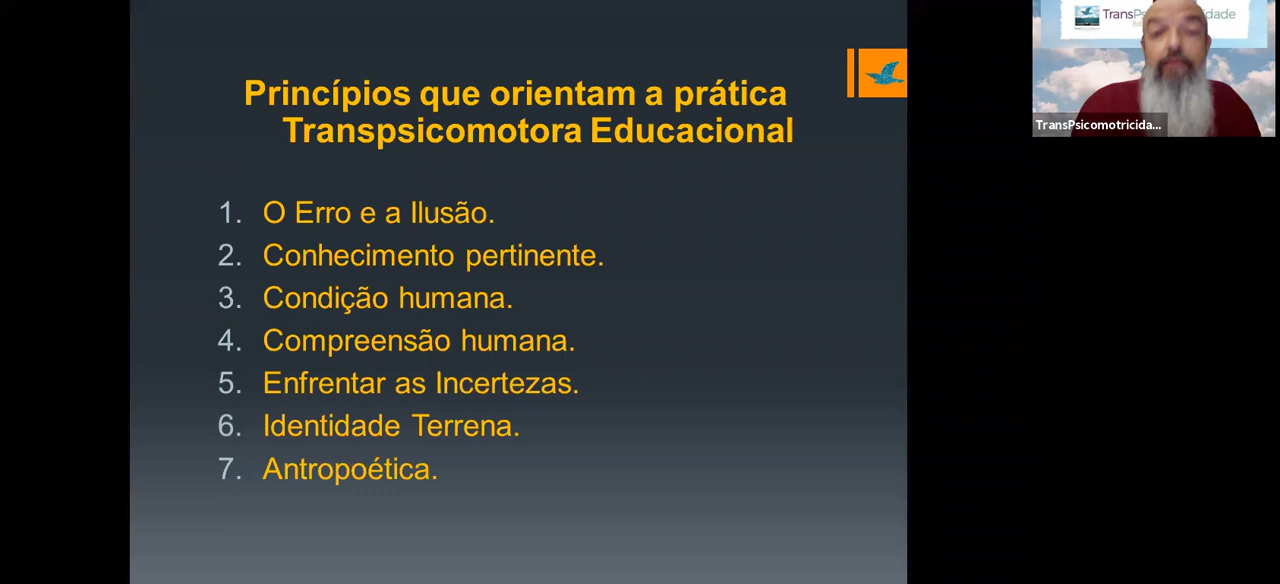 Princípios que orientam a prática
Transpsicomotora Educacional
1. O Erro e a Ilusão.
2. Conhecimento pertinente.
3. Condição humana.
4. Compreensão humana.
5. Enfrentar as Incertezas.
6. Identidade Terrena.
7. Antropoética.
TransPsicomotricida...